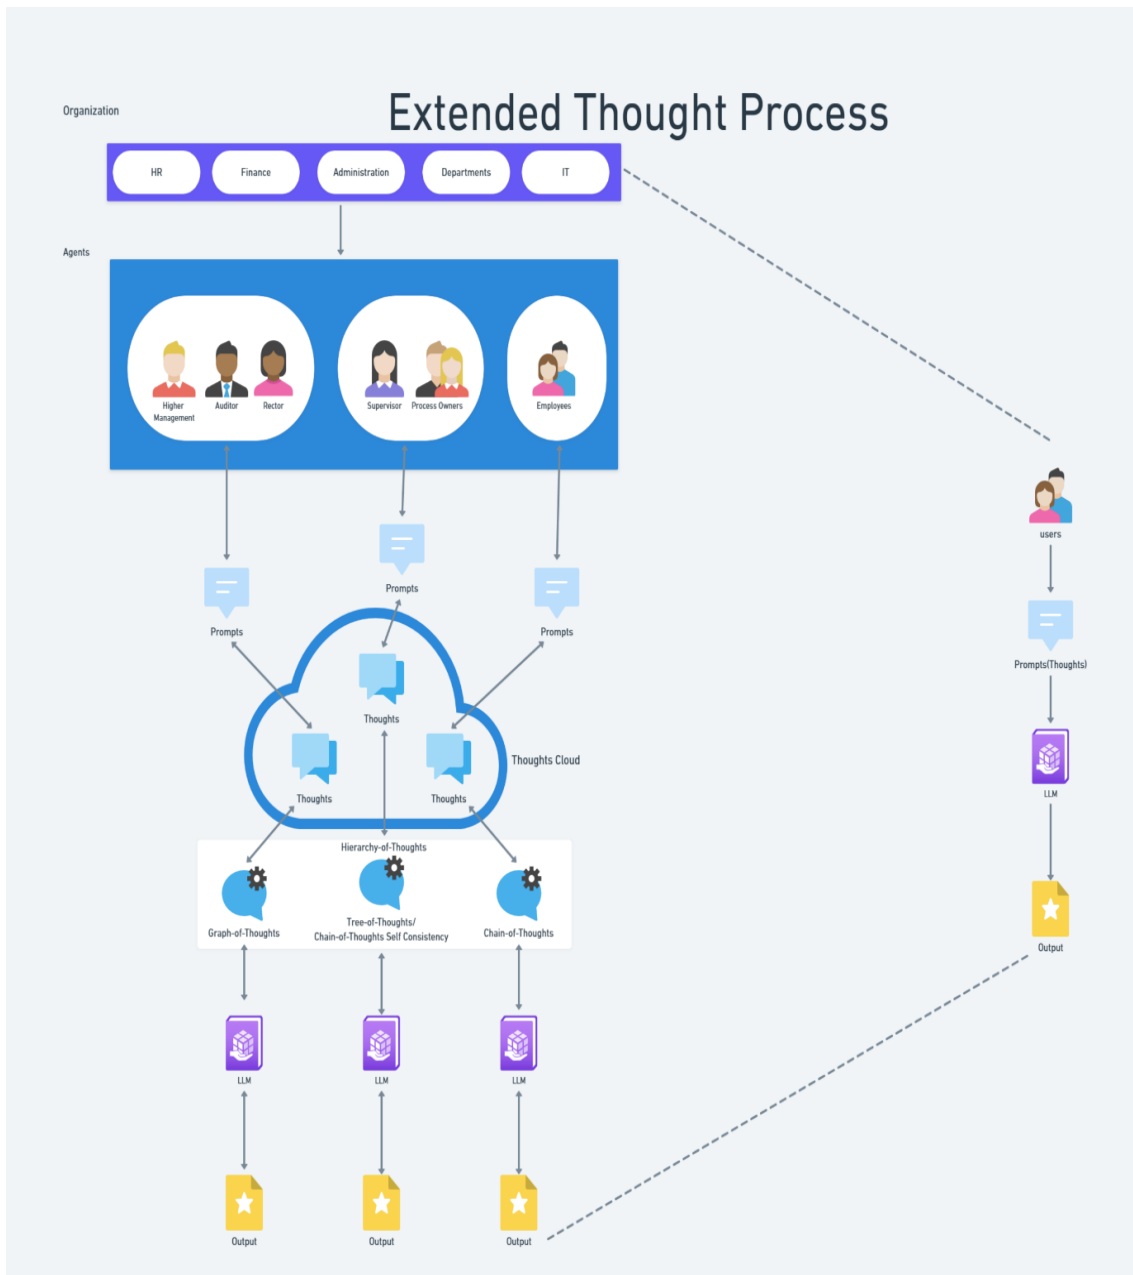 Extended Thought Process
Organization
HR
Finance
Administration
Departments
IT
Agents
Higher
Management
Auditor
Rector
Supervisor
Process Owners
Employees
users
Prompts
Prompts
Prompts
Prompts(Thoughts)
Thoughts
Thoughts Cloud
Thoughts
Thoughts
LLM
Hierarchy-of-Thoughts
Graph-of-Thoughts
Tree-of-Thoughts/
Chain-of-Thoughts Self Consistency
Chain-of-Thoughts
Output
LLM
LLM
LLM
Output
Output
Output